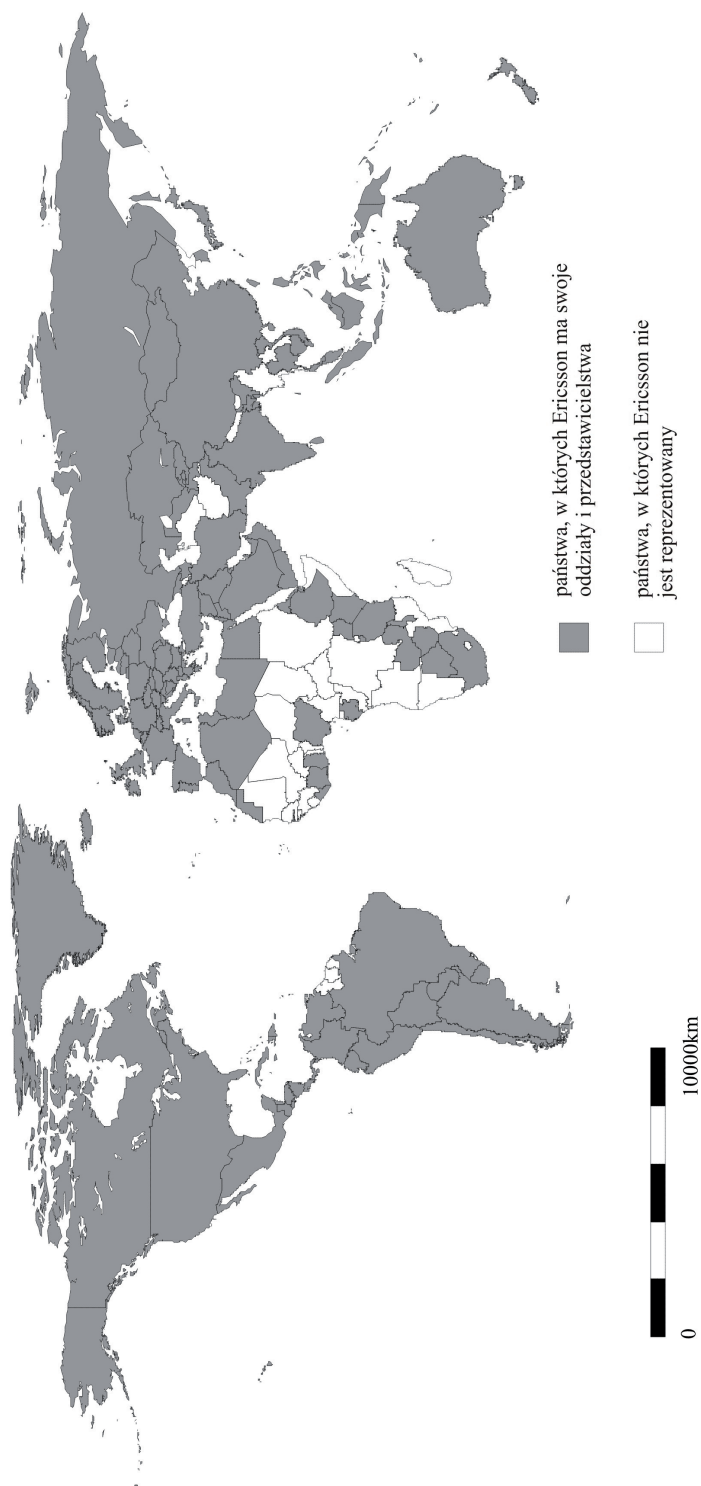 państwa, w których Ericsson ma swoje
oddziały i przedstawicielstwa
państwa, w których Ericsson nie
jest reprezentowany
0
10000km